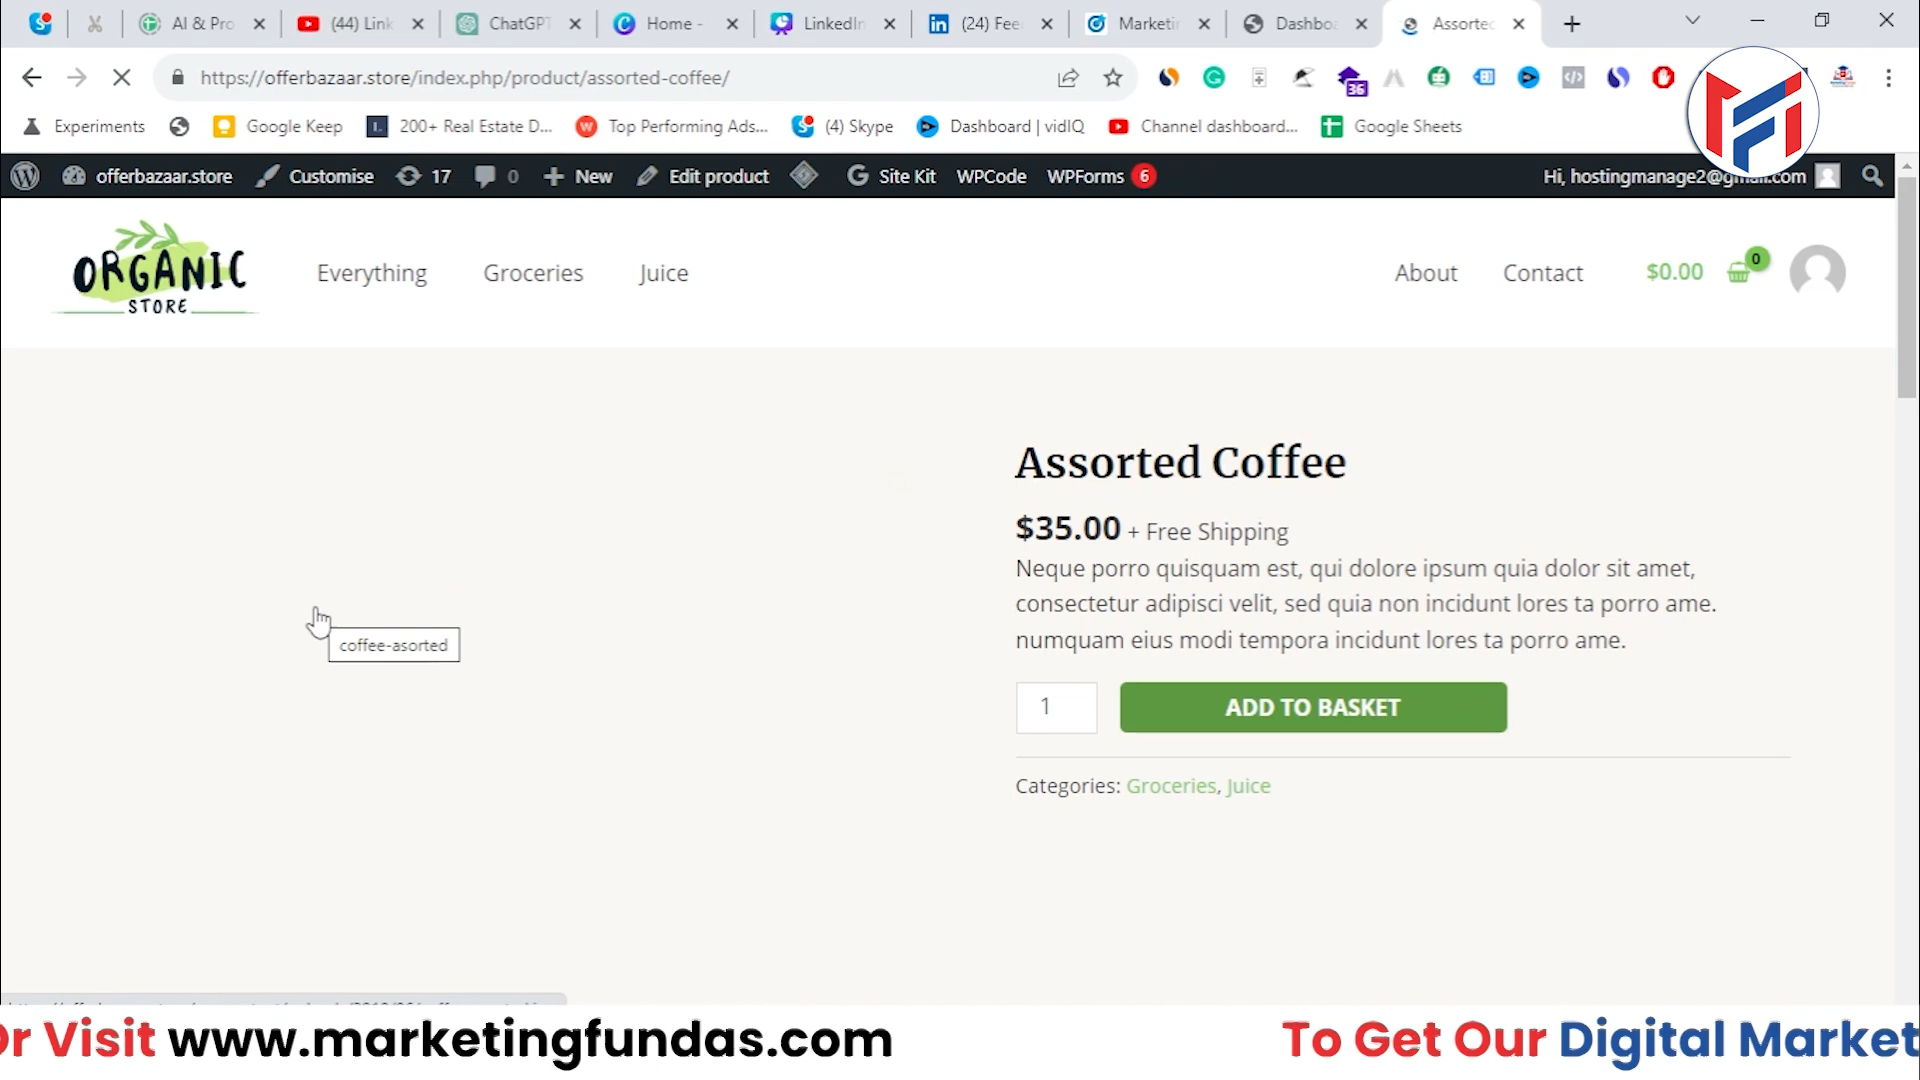 AI & Pro
(44) Link
ChatGPT
Home -
LinkedIn
(24) Fee
Marketin
Dashboa
Assorted
https://offerbazaar.store/index.php/product/assorted-coffee/
36
Experiments
Google Keep
200+ Real Estate D...
Top Performing Ads...
(4) Skype
Dashboard | vidIQ
Channel dashboard...
Google Sheets
offerbazaar.store
Customise
17
0
New
Edit product
Site Kit
WPCode
WPForms 6
Hi, hostingmanage2@gmail.com
ORGANIC
STORE
Everything
Groceries
Juice
About
Contact
$0.00
0
Assorted Coffee
$35.00 + Free Shipping
Neque porro quisquam est, qui dolore ipsum quia dolor sit amet,
consectetur adipisci velit, sed quia non incidunt lores ta porro ame.
numquam eius modi tempora incidunt lores ta porro ame.
coffee-asorted
1
ADD TO BASKET
Categories: Groceries, Juice
Or Visit www.marketingfundas.com
To Get Our Digital Market